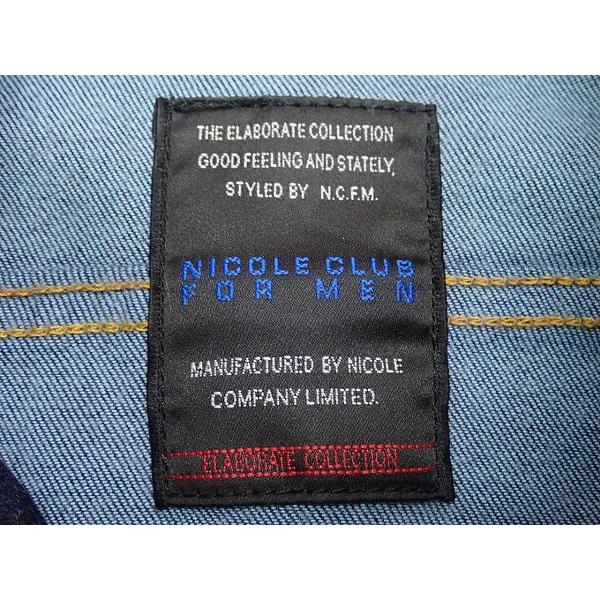 THE ELABORATE COLLECTION
GOOD FEELING AND STATELY,
STYLED BY N.C.F.M.
NICOLE CLUB
FOR MEN
MANUFACTURED BY NICOLE
COMPANY LIMITED.
ELABORATE COLLECTION